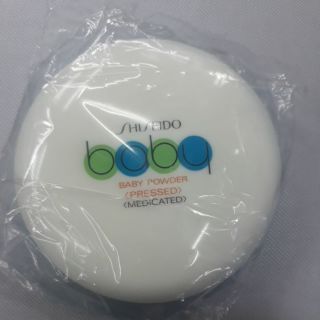 SHISEIDO
baby
BABY POWDER
<PRESSED>
<MEDICATED>